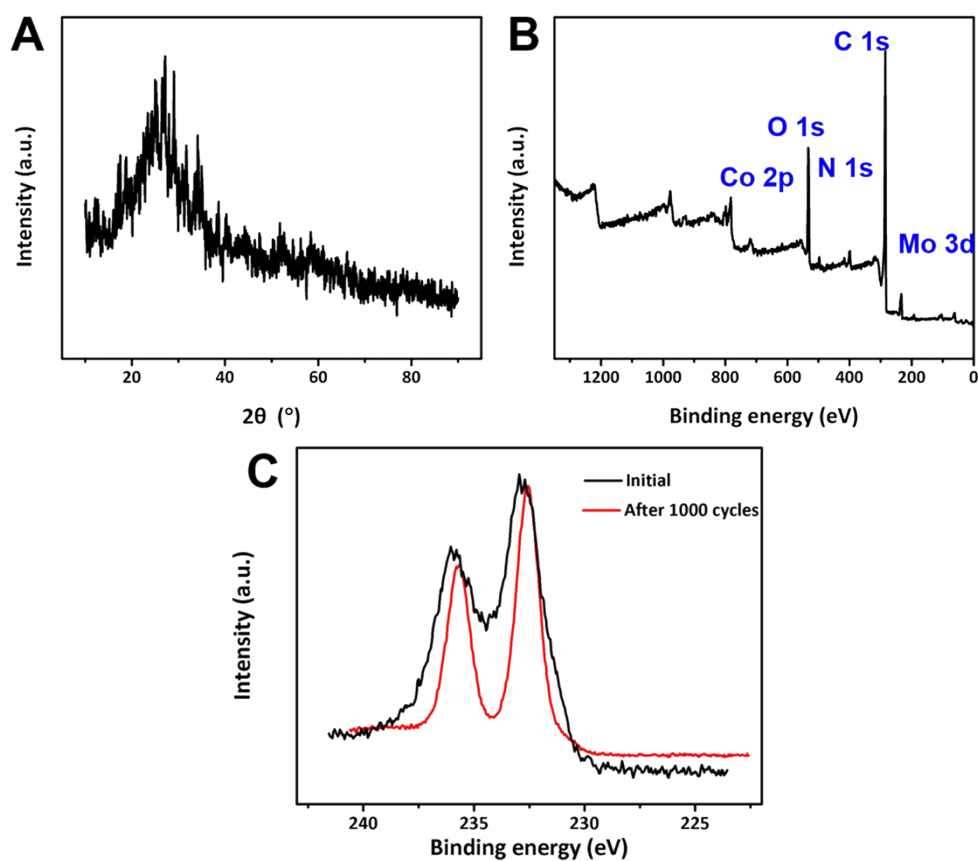 A
Intensity (a.u.)
20 40 60 80
2θ (°)
B
Intensity (a.u.)
C 1s
O 1s
N 1s
Co 2p
Mo 3d
1200 1000 800 600 400 200 0
Binding energy (eV)
C
Intensity (a.u.)
Initial
After 1000 cycles
240 235 230 225
Binding energy (eV)